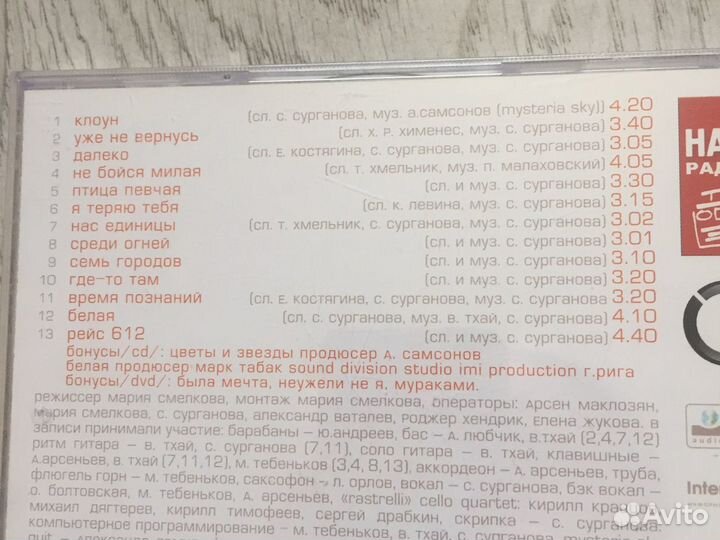 1 клоун (сл. с. сурганова, муз. а.самсонов (mysteria sky)) 4.20
2 уже не вернусь (сл. х. р. хименес, муз. с. сурганова) 3.40
3 далеко (сл. е. костягина, с. сурганова, муз. с. сурганова) 3.05
4 не бойся милая (сл. т. хмельник, муз. п. малаховский) 4.05
5 птица певчая (сл. и муз. с. сурганова) 3.30
6 я теряю тебя (сл. к. левина, муз. с. сурганова) 3.15
7 нас единицы (сл. т. хмельник, с. сурганова, муз. с. сурганова) 3.02
8 среди огней (сл. и муз. с. сурганова) 3.01
9 семь городов (сл. и муз. с. сурганова) 3.10
10 где-то там (сл. и муз. с. сурганова) 3.20
11 время познаний (сл. е. костягина, с. сурганова, муз. с. сурганова 3.20
12 белая (сл. с. сурганова, муз. в. тхай, с. сурганова) 4.10
13 рейс 612 (сл. и муз. с. сурганова) 4.40
бонусы/cd/: цветы и звезды продюсер а. самсонов
белая продюсер марк табак sound division studio imi production г.рига
бонусы/dvd/: была мечта, неужели не я, мураками.
режиссер мария смелкова, монтаж мария смелкова, операторы: Арсен маклозян,
мария смелкова, с. сурганова, александр ваталев, роджер хендрик, елена жукова. в
записи принимали участие: барабаны – ю.андреев, бас – А. любчик, в.тхай (2,4,7,12)
ритм гитара – в. тхай, с. сурганова (7,11), соло гитара – в. тхай, клавишные –
А.арсеньев, в.тхай (7,11,12), м. тебеньков (3,4, 8,13), аккордеон – А. арсеньев, труба,
флюгель горн – м. тебеньков, саксофон – л. орлов, вокал – с. сурганова, бэк вокал –
о. болтовская, м. тебеньков, А. арсеньев, «rastrelli» cello quartet: кирилл
михаил дягтерев, кирилл тимофеев, сергей драбкин, скрипка – с. сурганова
компьютерное программирование – м. тебеньков, в. тхай, с. сурганова,
НА
РАД
audio
Inter
Avito